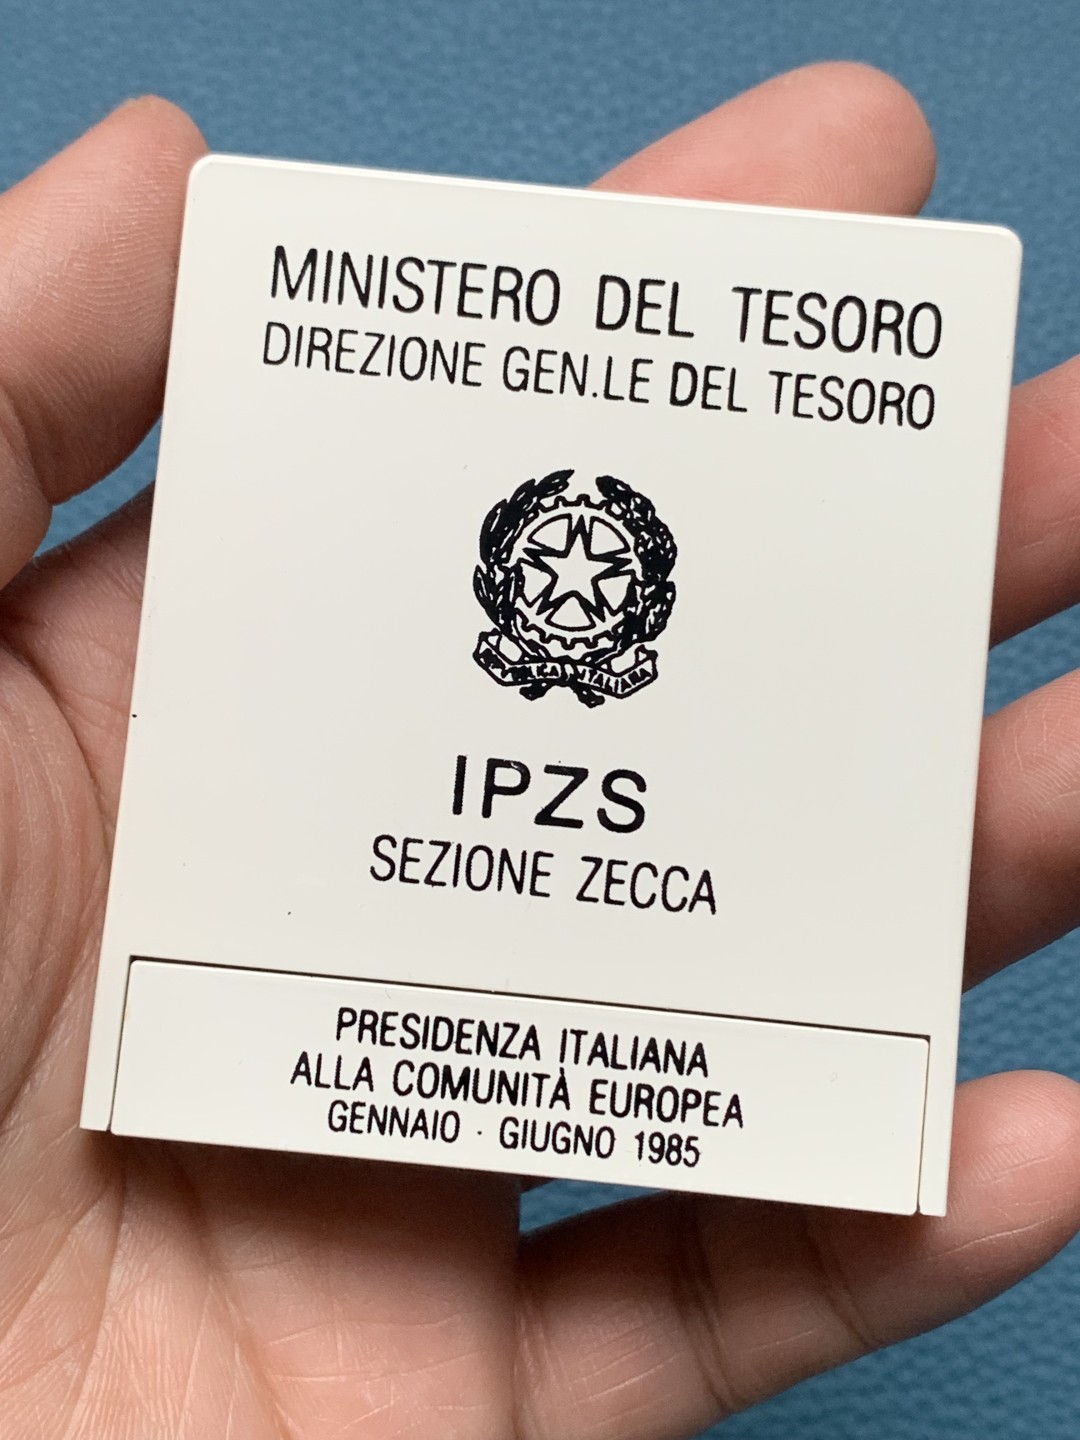 MINISTERO DEL TESORO
DIREZIONE GEN.LE DEL TESORO
REPVBBLICA ITALIANA
IPZS
SEZIONE ZECCA
PRESIDENZA ITALIANA
ALLA COMUNITÀ EUROPEA
GENNAIO · GIUGNO 1985